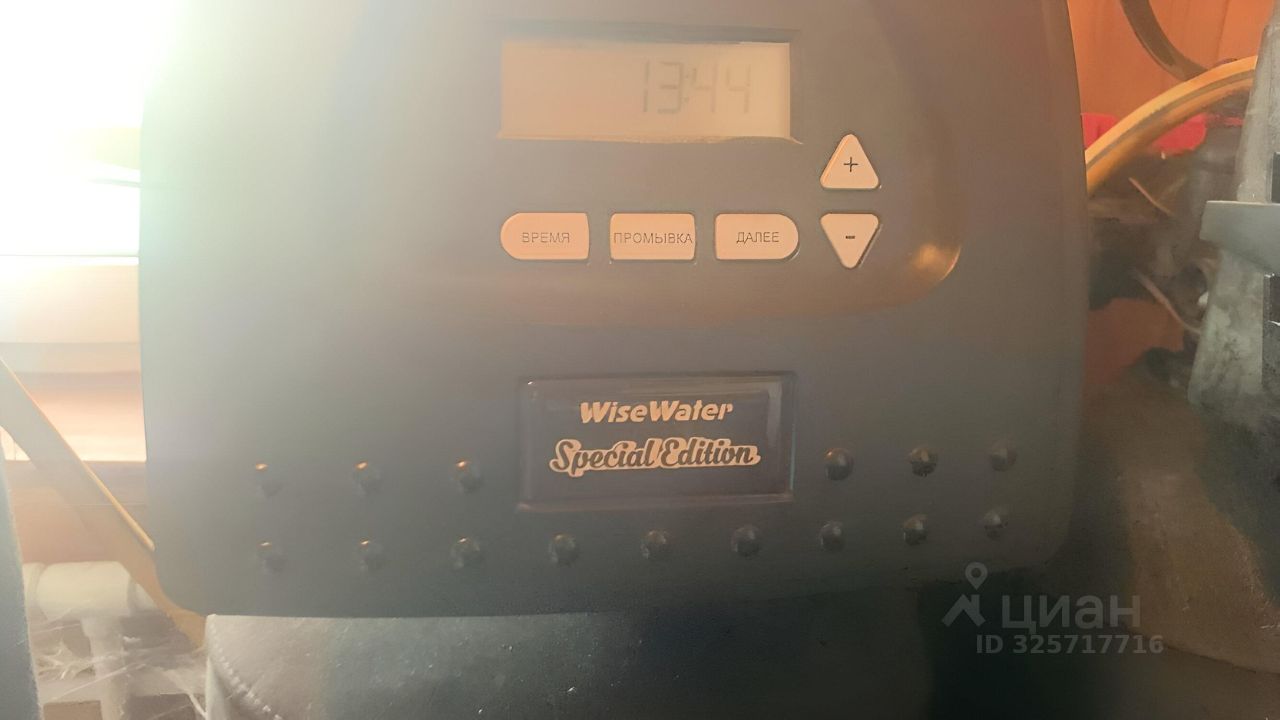 13:44
+
ВРЕМЯ ПРОМЫВКА ДАЛЕЕ -
WiseWater
Special Edition
циан
ID 325717716